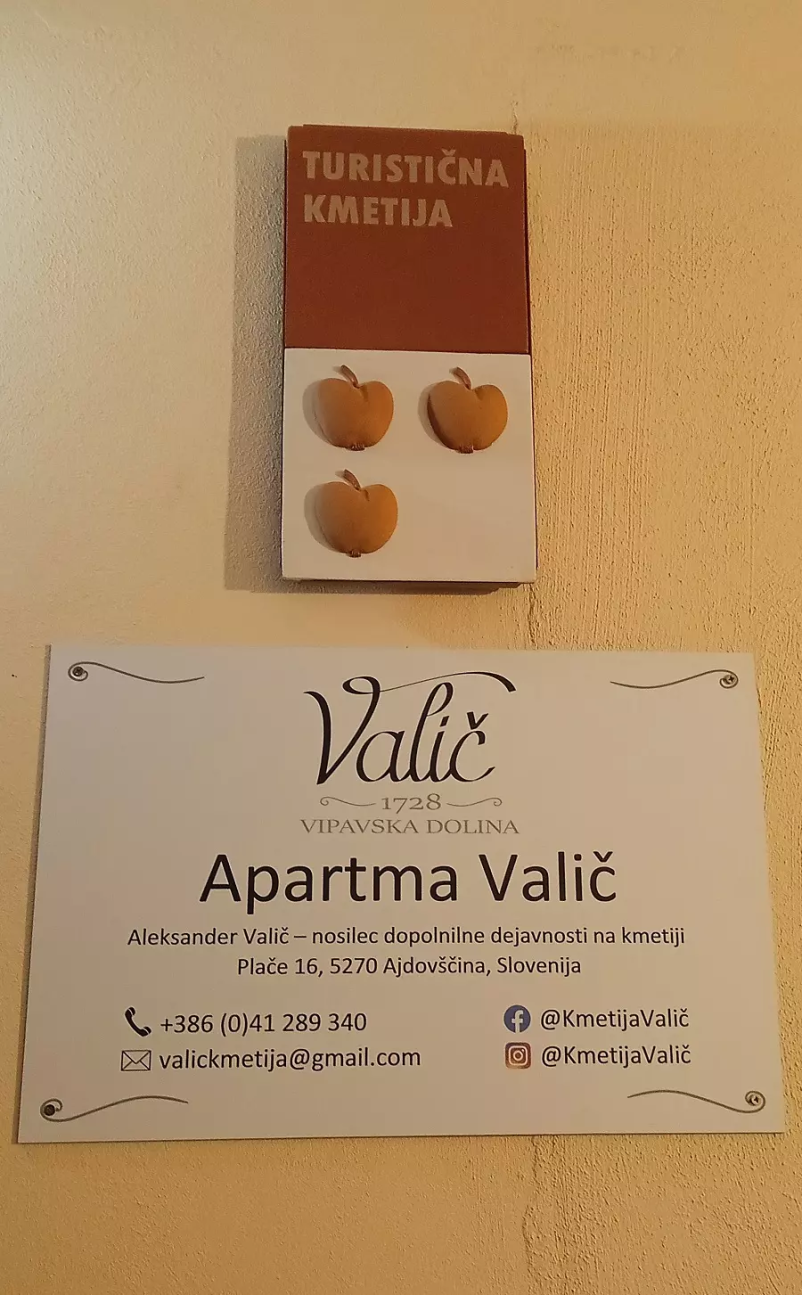 TURISTIČNA
KMETIJA
Valič
1728
VIPAVSKA DOLINA
Apartma Valič
Aleksander Valič – nosilec dopolnilne dejavnosti na kmetiji
Plače 16, 5270 Ajdovščina, Slovenija
+386 (0)41 289 340
@KmetijaValič
valickmetija@gmail.com
@KmetijaValič